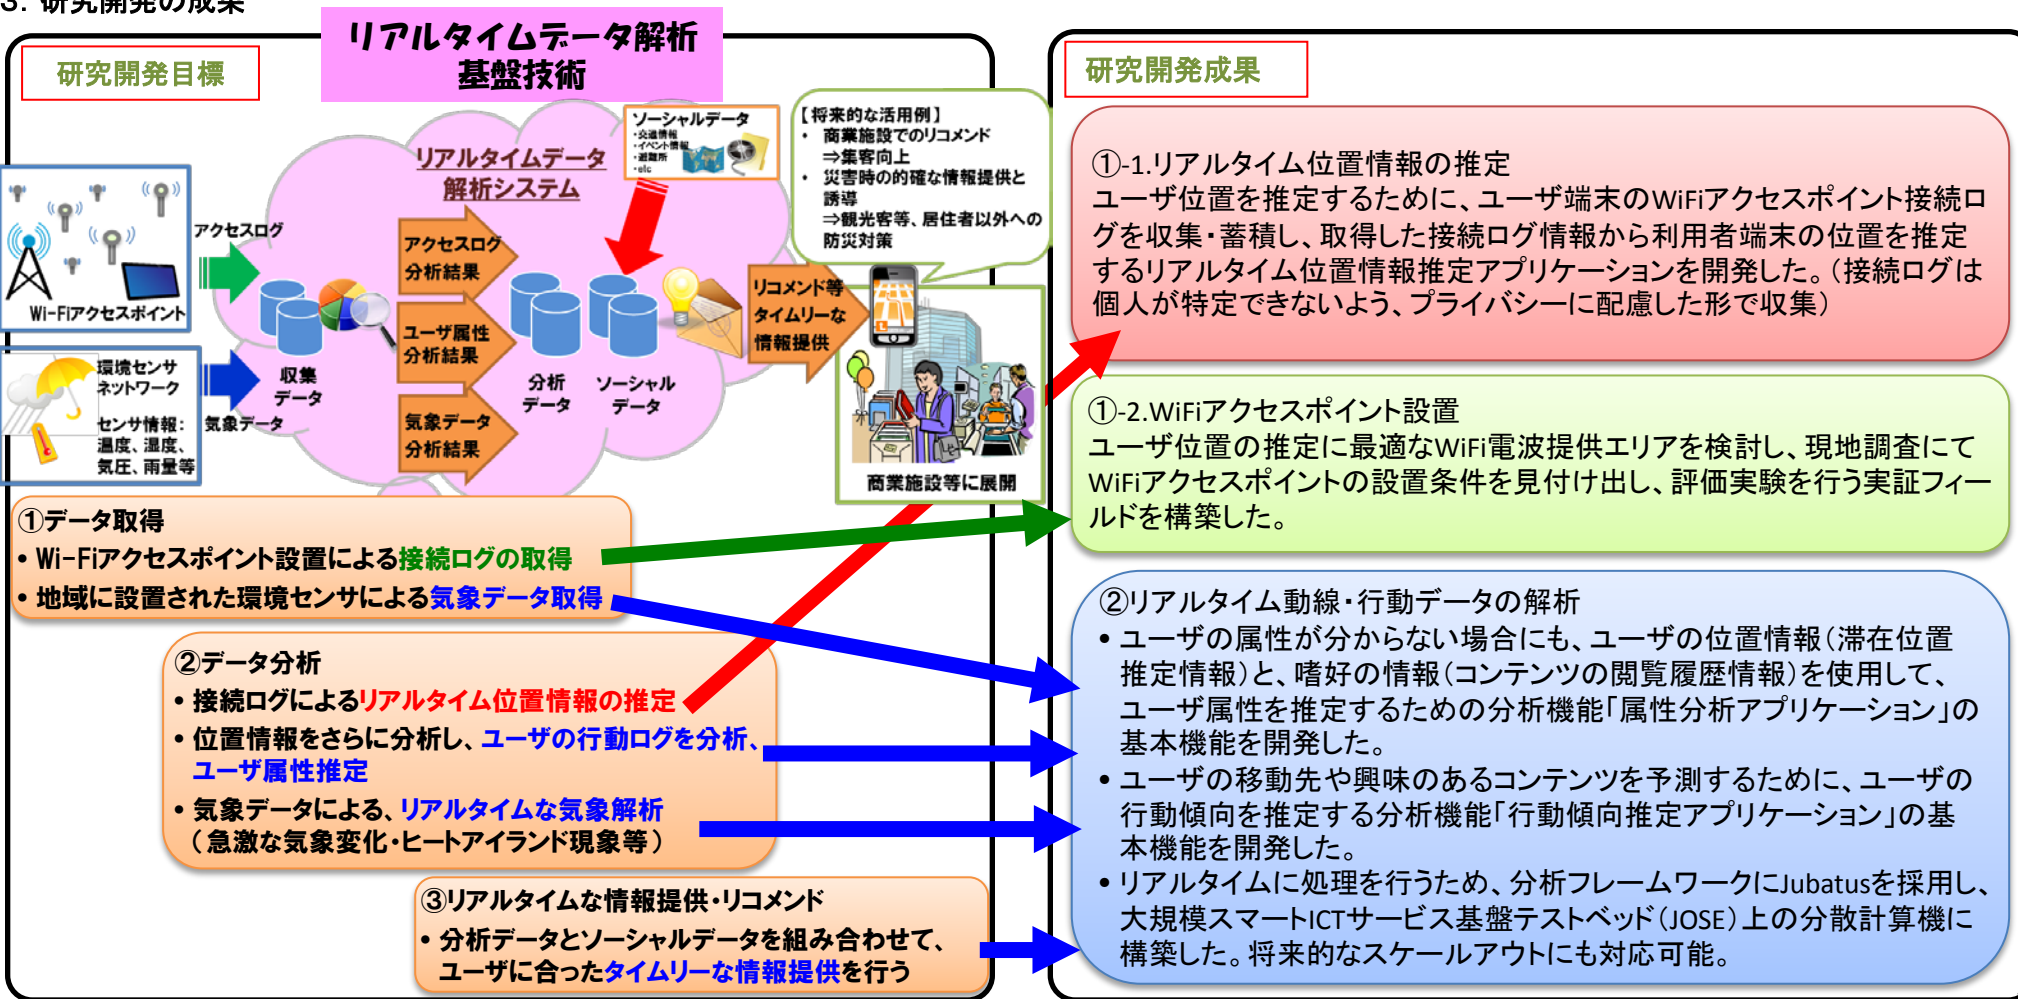 3. 研究開発の成果
研究開発目標
リアルタイムデータ解析
基盤技術
リアルタイムデータ
解析システム
ソーシャルデータ
・交通情報
・イベント情報
・避難所
・etc
【将来的な活用例】
・ 商業施設でのリコメンド
⇒集客向上
・ 災害時の的確な情報提供と
誘導
⇒観光客等、居住者以外への
防災対策
Wi-Fiアクセスポイント
アクセスログ
環境センサ
ネットワーク
センサ情報：
温度、湿度、
気圧、雨量等
気象データ
収集
データ
アクセスログ
分析結果
ユーザ属性
分析結果
気象データ
分析結果
分析
データ
ソーシャル
データ
リコメンド等
タイムリーな
情報提供
商業施設等に展開
①データ取得
• Wi-Fiアクセスポイント設置による接続ログの取得
• 地域に設置された環境センサによる気象データ取得
②データ分析
• 接続ログによるリアルタイム位置情報の推定
• 位置情報をさらに分析し、ユーザの行動ログを分析、
ユーザ属性推定
• 気象データによる、リアルタイムな気象解析
（急激な気象変化・ヒートアイランド現象等）
③リアルタイムな情報提供・リコメンド
• 分析データとソーシャルデータを組み合わせて、
ユーザに合ったタイムリーな情報提供を行う
研究開発成果
①-1.リアルタイム位置情報の推定
ユーザ位置を推定するために、ユーザ端末のWiFiアクセスポイント接続ロ
グを収集・蓄積し、取得した接続ログ情報から利用者端末の位置を推定
するリアルタイム位置情報推定アプリケーションを開発した。（接続ログは
個人が特定できないよう、プライバシーに配慮した形で収集）
①-2.WiFiアクセスポイント設置
ユーザ位置の推定に最適なWiFi電波提供エリアを検討し、現地調査にて
WiFiアクセスポイントの設置条件を見付け出し、評価実験を行う実証フィー
ルドを構築した。
②リアルタイム動線・行動データの解析
• ユーザの属性が分からない場合にも、ユーザの位置情報（滞在位置
推定情報）と、嗜好の情報（コンテンツの閲覧履歴情報）を使用して、
ユーザ属性を推定するための分析機能「属性分析アプリケーション」の
基本機能を開発した。
• ユーザの移動先や興味のあるコンテンツを予測するために、ユーザの
行動傾向を推定する分析機能「行動傾向推定アプリケーション」の基
本機能を開発した。
• リアルタイムに処理を行うため、分析フレームワークにJubatusを採用し、
大規模スマートICTサービス基盤テストベッド（JOSE）上の分散計算機に
構築した。将来的なスケールアウトにも対応可能。